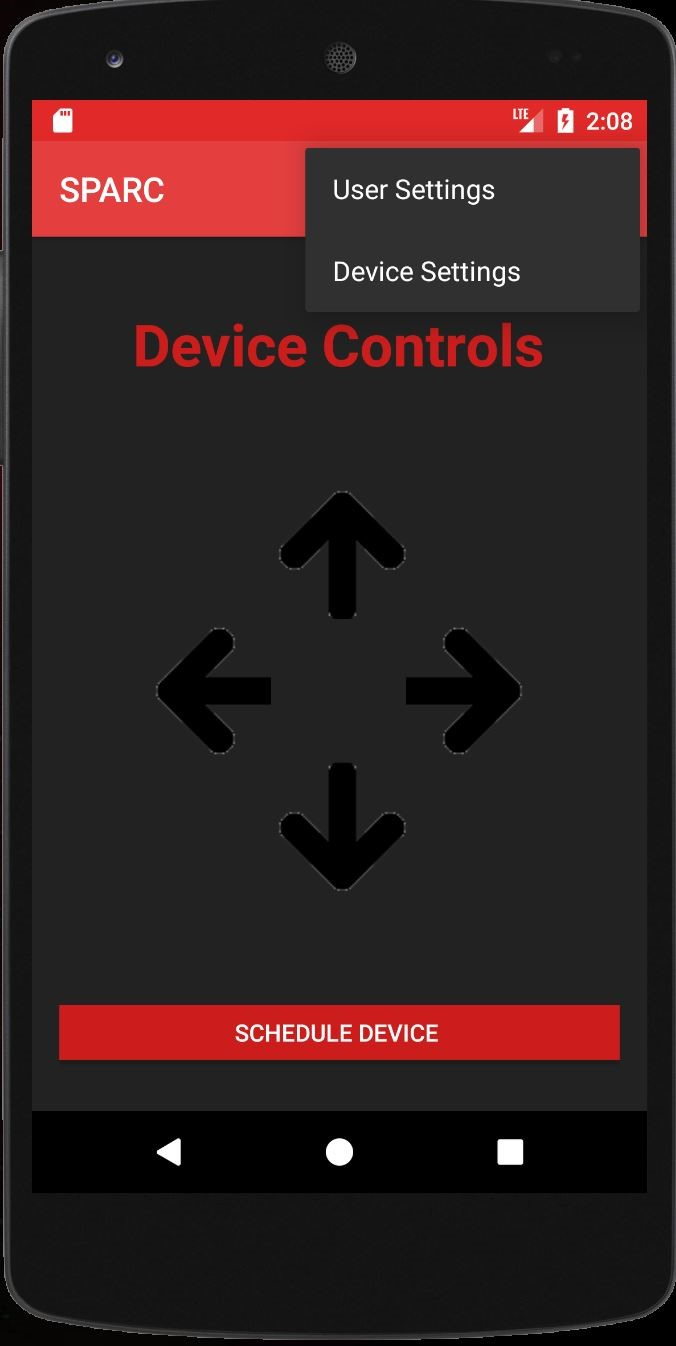 LTE 2:08
SPARC
User Settings
Device Settings
Device Controls
SCHEDULE DEVICE